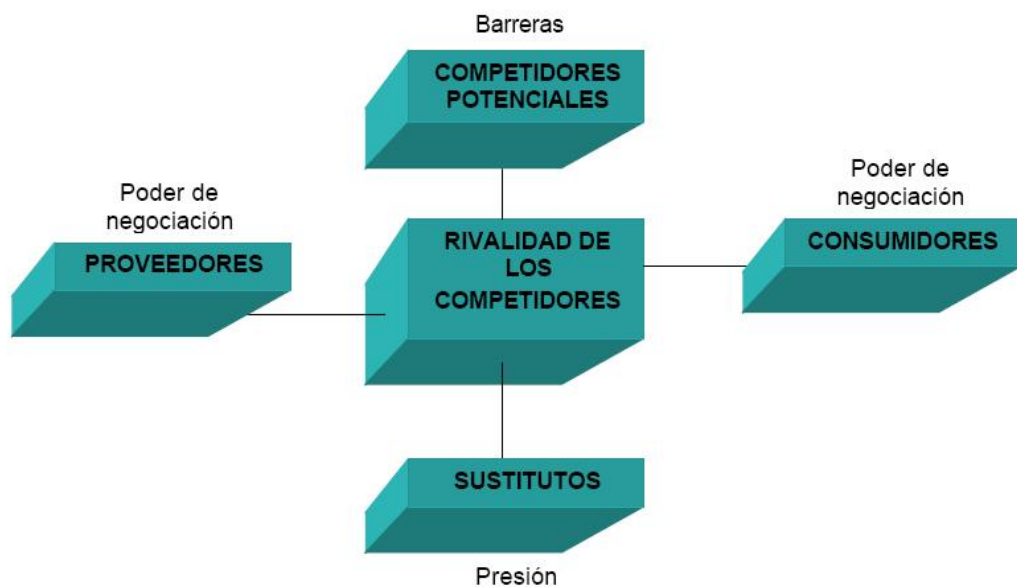 Barreras
COMPETIDORES
POTENCIALES
Poder de
negociación
PROVEEDORES
RIVALIDAD DE
LOS
COMPETIDORES
Poder de
negociación
CONSUMIDORES
SUSTITUTOS
Presión